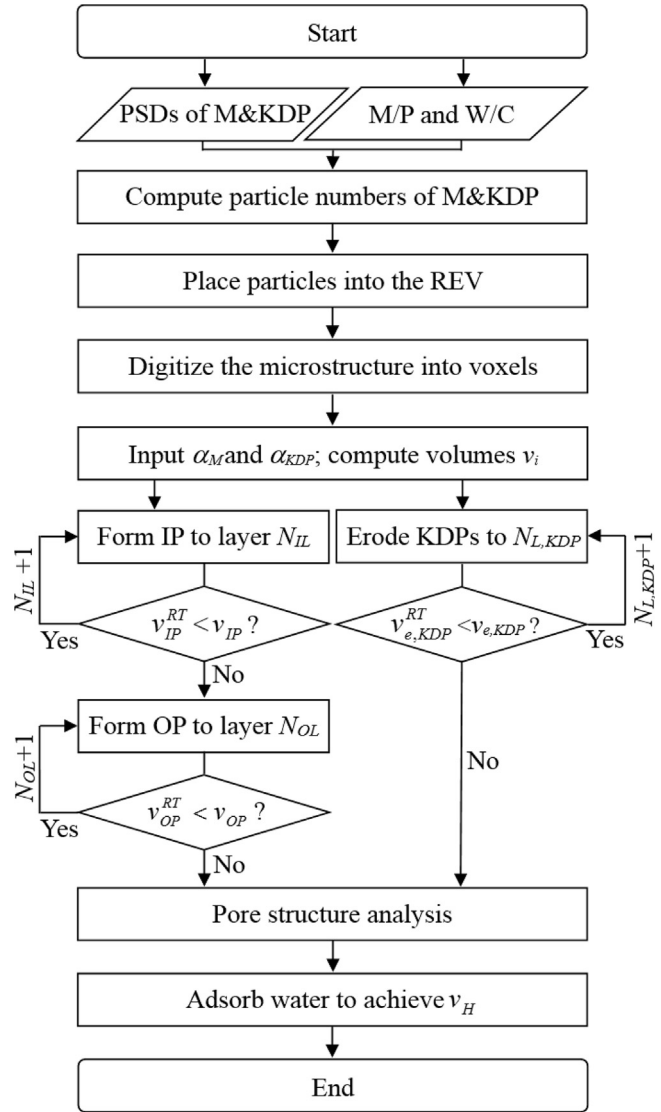 Start
PSDs of M&KDP
M/P and W/C
Compute particle numbers of M&KDP
Place particles into the REV
Digitize the microstructure into voxels
Input α_M and α_KDP; compute volumes v_i
Form IP to layer N_IL
Erode KDPs to N_L,KDP
N_IL+1
v_IP^RT < v_IP ?
Yes
No
v_e,KDP^RT < v_e,KDP ?
Yes
N_L,KDP+1
Form OP to layer N_OL
N_OL+1
v_OP^RT < v_OP ?
Yes
No
No
Pore structure analysis
Adsorb water to achieve v_H
End